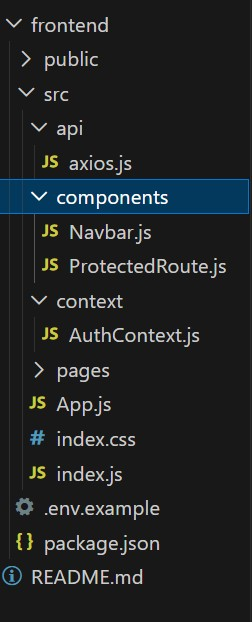 frontend
public
src
api
JS axios.js
components
JS Navbar.js
JS ProtectedRoute.js
context
JS AuthContext.js
pages
JS App.js
# index.css
JS index.js
.env.example
{} package.json
README.md